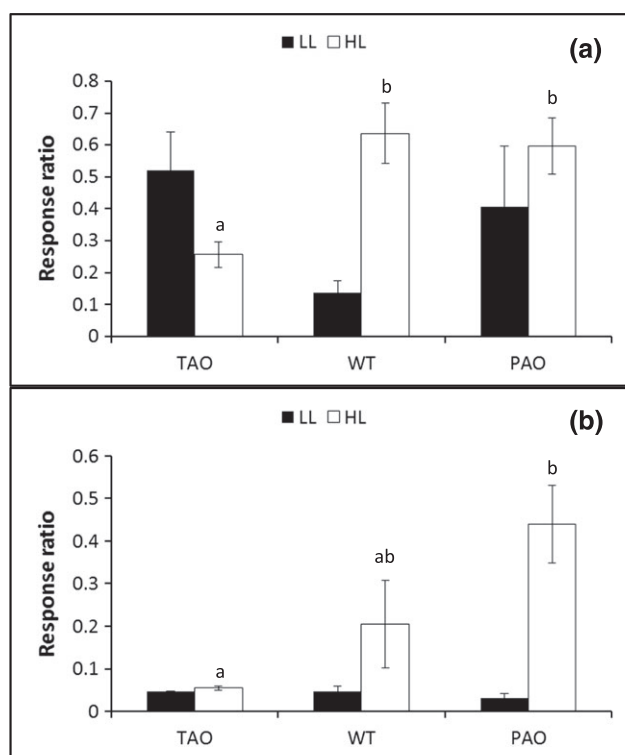 LL HL
(a)
Response ratio
0.8
0.7
0.6
0.5
0.4
0.3
0.2
0.1
0
a
b
b
TAO WT PAO
LL HL
(b)
Response ratio
0.6
0.5
0.4
0.3
0.2
0.1
0
a
ab
b
TAO WT PAO